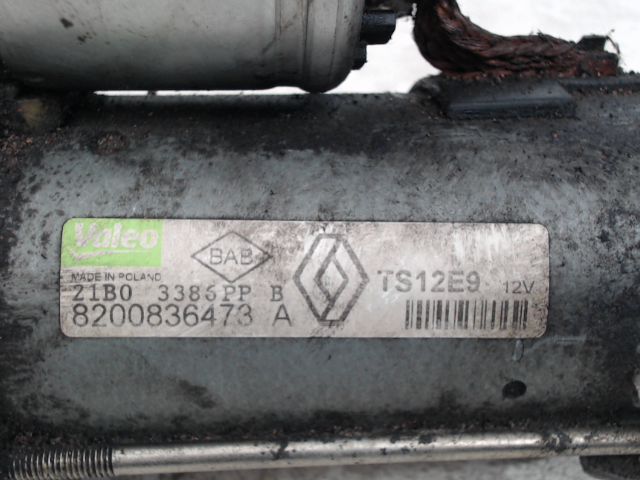 Valeo
BAB
MADE IN POLAND
TS12E9 12V
21B0 3386PP B
8200836473 A